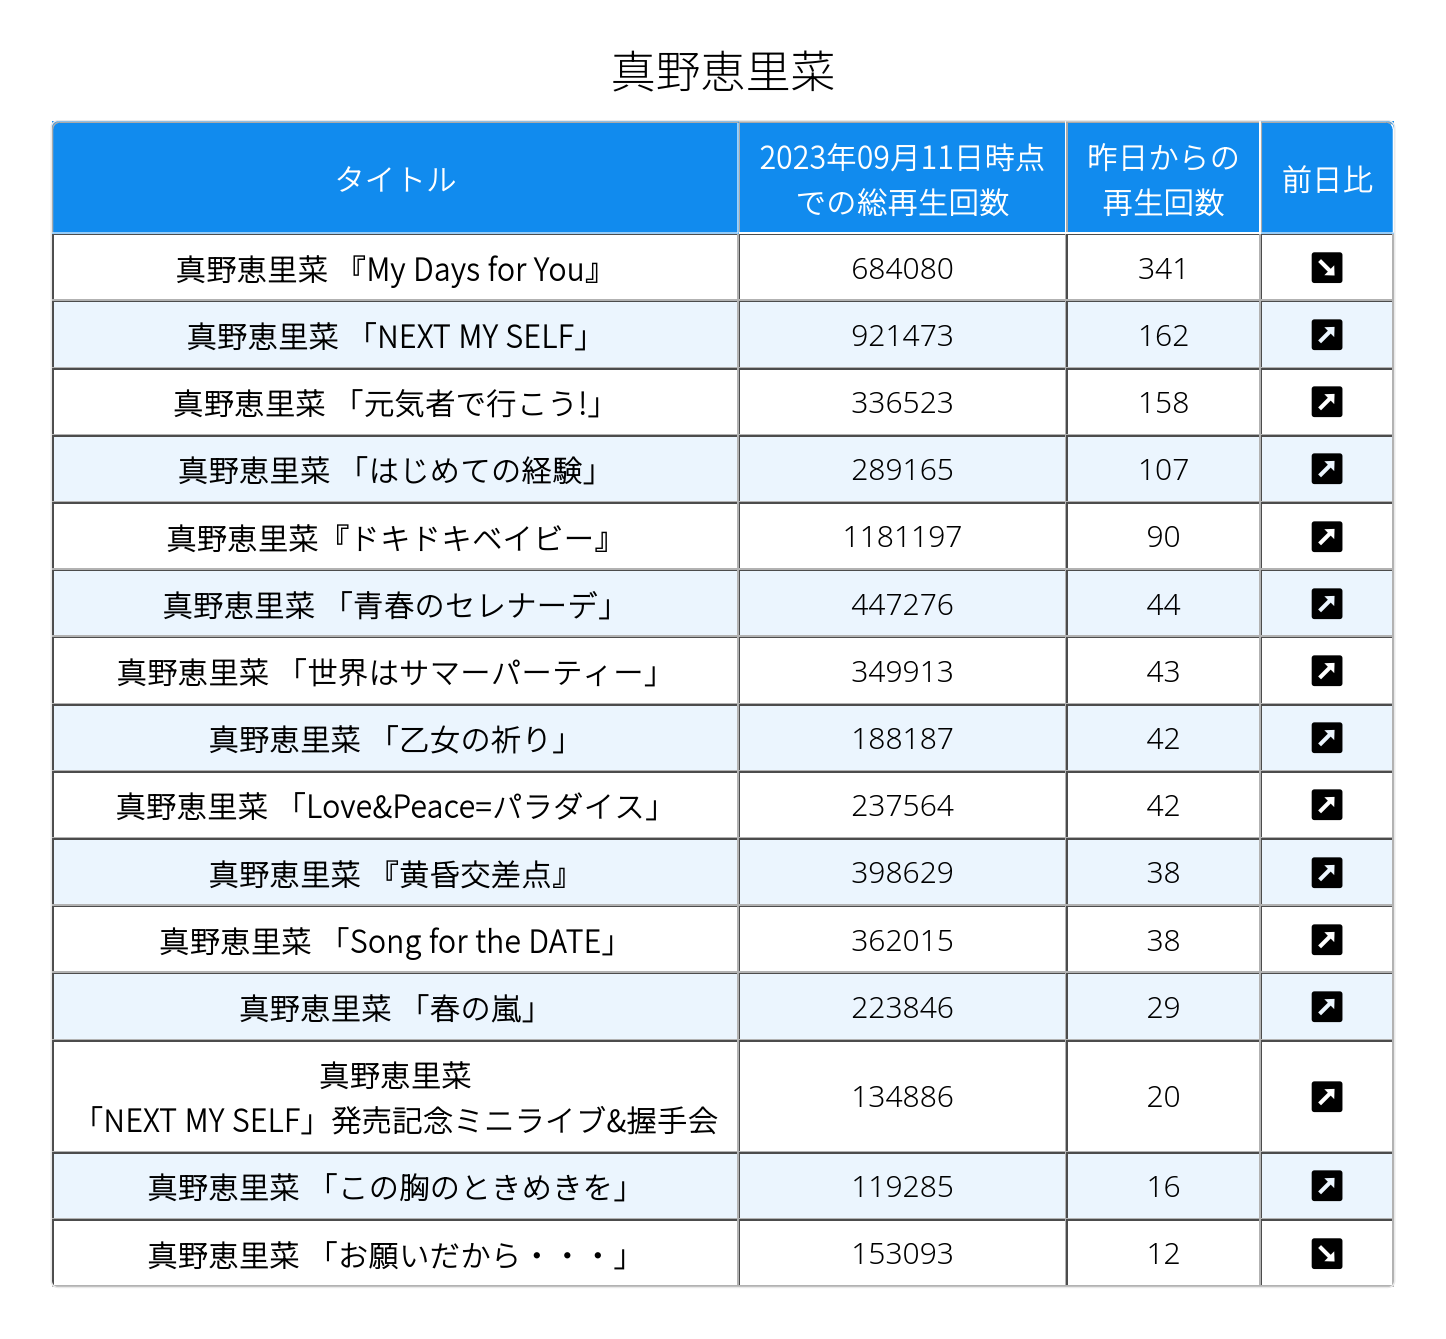 真野恵里菜
タイトル
2023年09月11日時点
での総再生回数
昨日からの
再生回数
前日比
真野恵里菜 『My Days for You』 684080 341
真野恵里菜 「NEXT MY SELF」 921473 162
真野恵里菜 「元気者で行こう!」 336523 158
真野恵里菜 「はじめての経験」 289165 107
真野恵里菜『ドキドキベイビー』 1181197 90
真野恵里菜 「青春のセレナーデ」 447276 44
真野恵里菜 「世界はサマーパーティー」 349913 43
真野恵里菜 「乙女の祈り」 188187 42
真野恵里菜 「Love&Peace=パラダイス」 237564 42
真野恵里菜 『黄昏交差点』 398629 38
真野恵里菜 「Song for the DATE」 362015 38
真野恵里菜 「春の嵐」 223846 29
真野恵里菜
「NEXT MY SELF」発売記念ミニライブ&握手会 134886 20
真野恵里菜 「この胸のときめきを」 119285 16
真野恵里菜 「お願いだから・・・」 153093 12